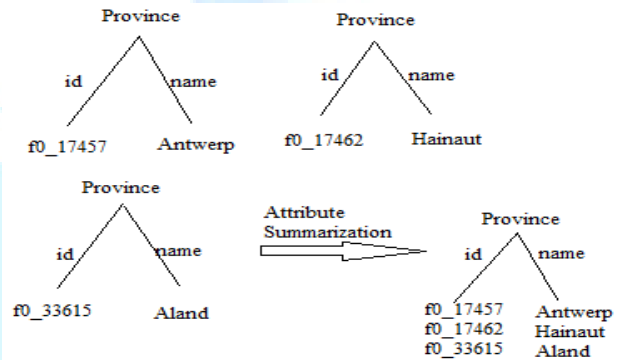 Province
id name
f0_17457 Antwerp
Province
id name
f0_17462 Hainaut
Province
id name
f0_33615 Aland
Attribute
Summarization
Province
id name
f0_17457 Antwerp
f0_17462 Hainaut
f0_33615 Aland